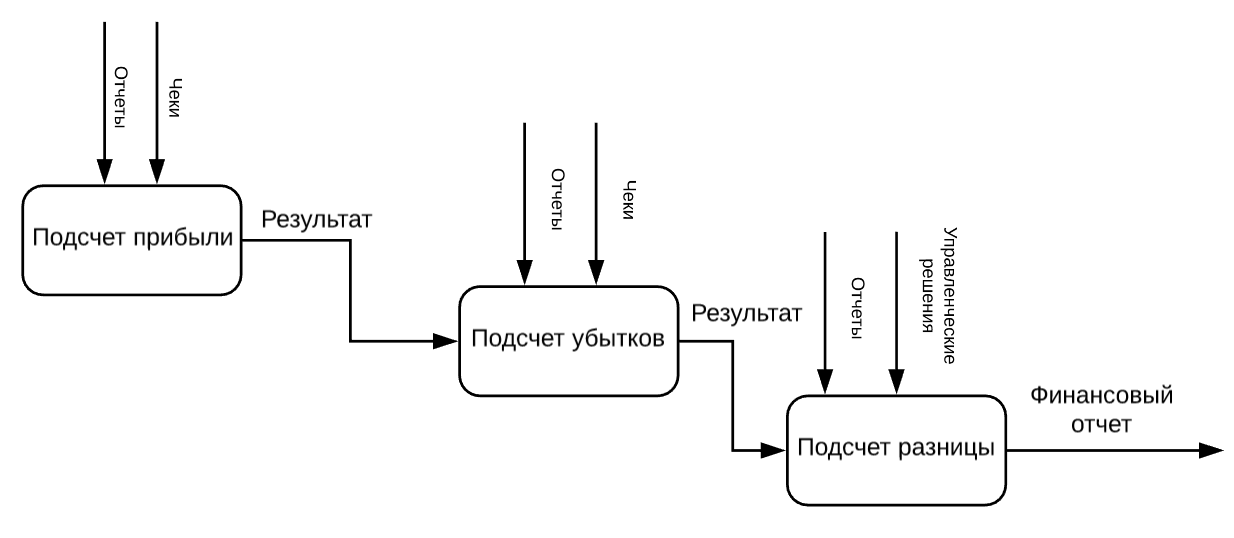 Отчеты
Чеки
Подсчет прибыли
Результат
Отчеты
Чеки
Подсчет убытков
Результат
Отчеты
Управленческие
решения
Подсчет разницы
Финансовый
отчет